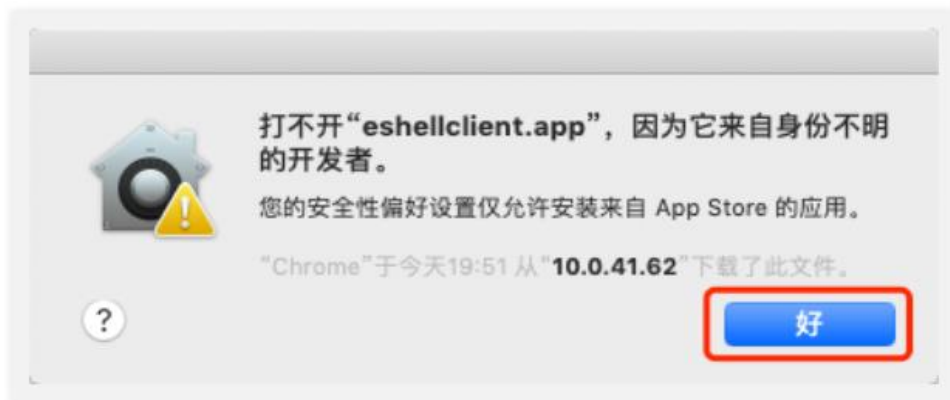 打不开“eshellclient.app”，因为它来自身份不明
的开发者。
您的安全性偏好设置仅允许安装来自 App Store 的应用。
“Chrome”于今天19:51 从“10.0.41.62”下载了此文件。
?
好